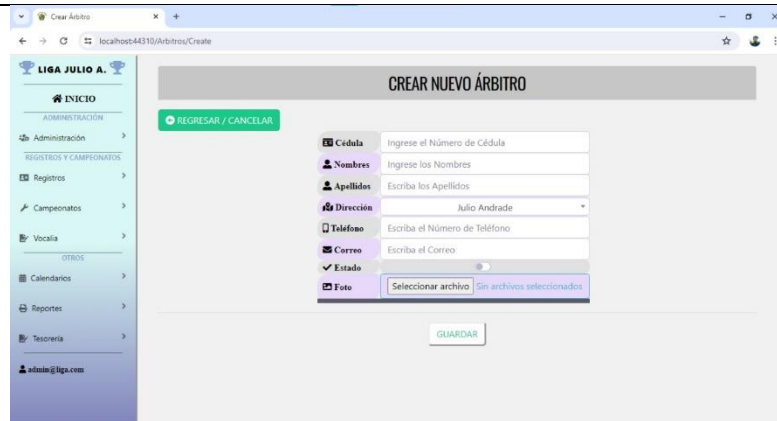 Crear Árbitro
localhost:44310/Arbitros/Create
LIGA JULIO A.
INICIO
ADMINISTRACIÓN
Administración
REGISTROS Y CAMPEONATOS
Registros
Campeonatos
Vocalia
OTROS
Calendarios
Reportes
Tesorería
admin@liga.com
CREAR NUEVO ÁRBITRO
REGRESAR / CANCELAR
Cédula Ingrese el Número de Cédula
Nombres Ingrese los Nombres
Apellidos Escriba los Apellidos
Dirección Julio Andrade
Teléfono Escriba el Número de Teléfono
Correo Escriba el Correo
Estado
Foto Seleccionar archivo Sin archivos seleccionados
GUARDAR